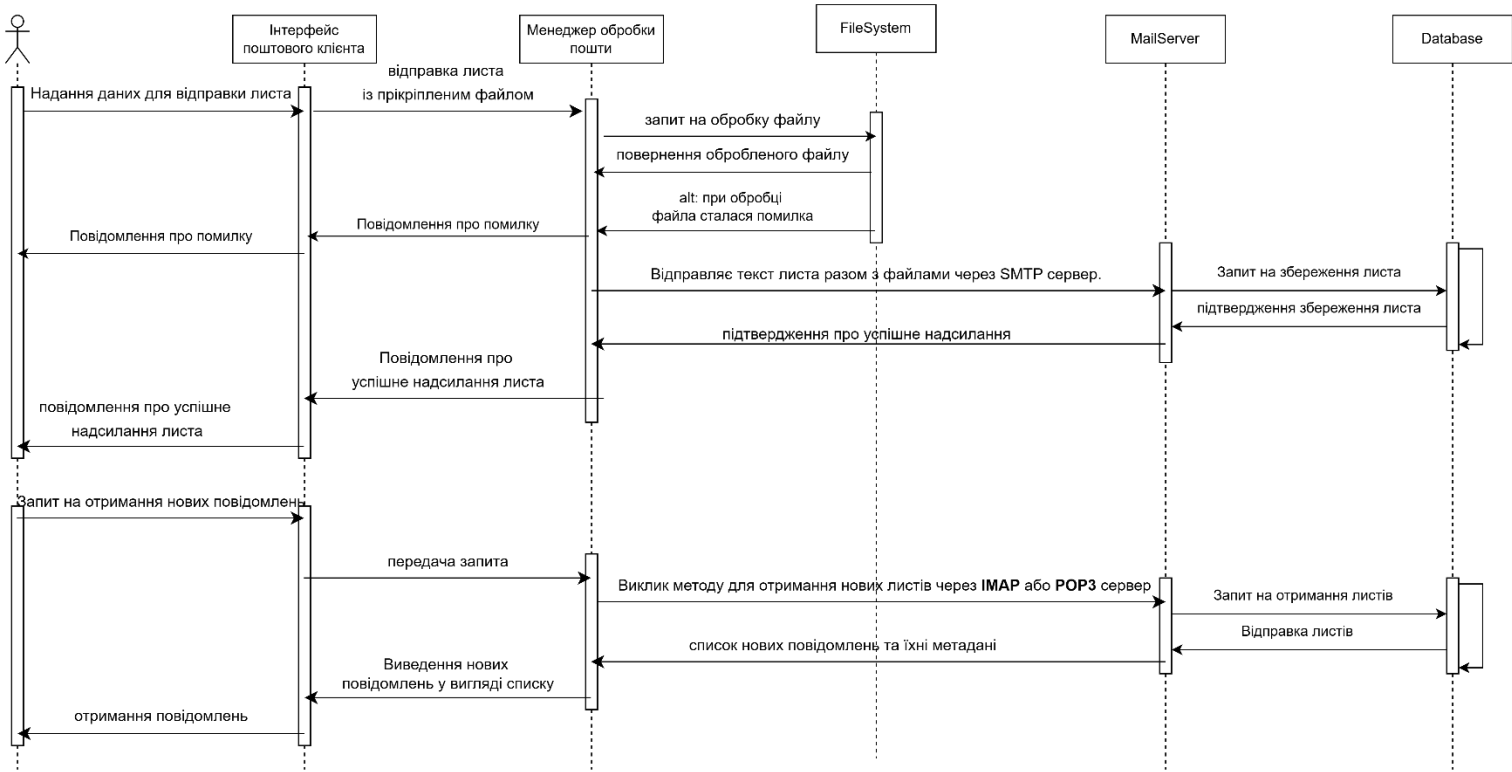 Інтерфейс
поштового клієнта
Менеджер обробки
пошти
FileSystem
MailServer
Database
Надання даних для відправки листа
відправка листа
із прікріпленим файлом
запит на обробку файлу
повернення обробленого файлу
alt: при обробці
файла сталася помилка
Повідомлення про помилку
Повідомлення про помилку
Відправляє текст листа разом з файлами через SMTP сервер.
Запит на збереження листа
підтвердження збереження листа
підтвердження про успішне надсилання
Повідомлення про
успішне надсилання листа
повідомлення про успішне
надсилання листа
Запит на отримання нових повідомлень
передача запита
Виклик методу для отримання нових листів через IMAP або POP3 сервер
Запит на отримання листів
Відправка листів
список нових повідомлень та їхні метадані
Виведення нових
повідомлень у вигляді списку
отримання повідомлень